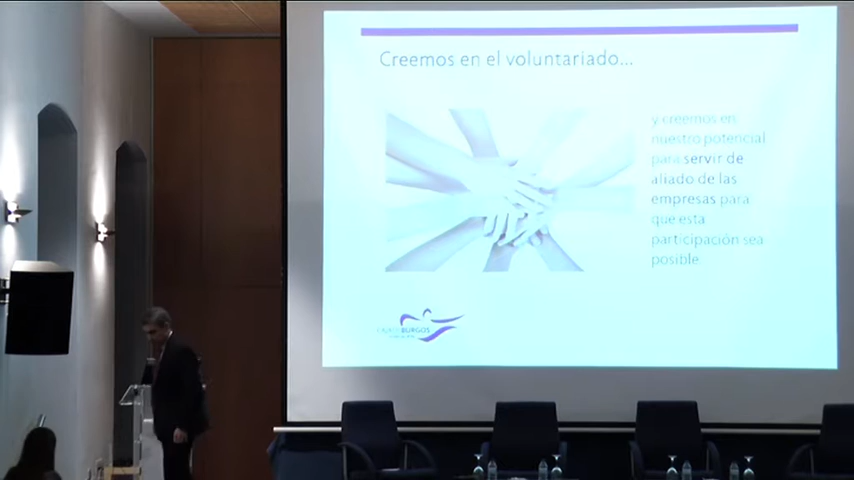 Creemos en el voluntariado...
y creemos en
nuestro potencial
para servir de
aliado de las
empresas para
que esta
participación sea
posible
BURGOS